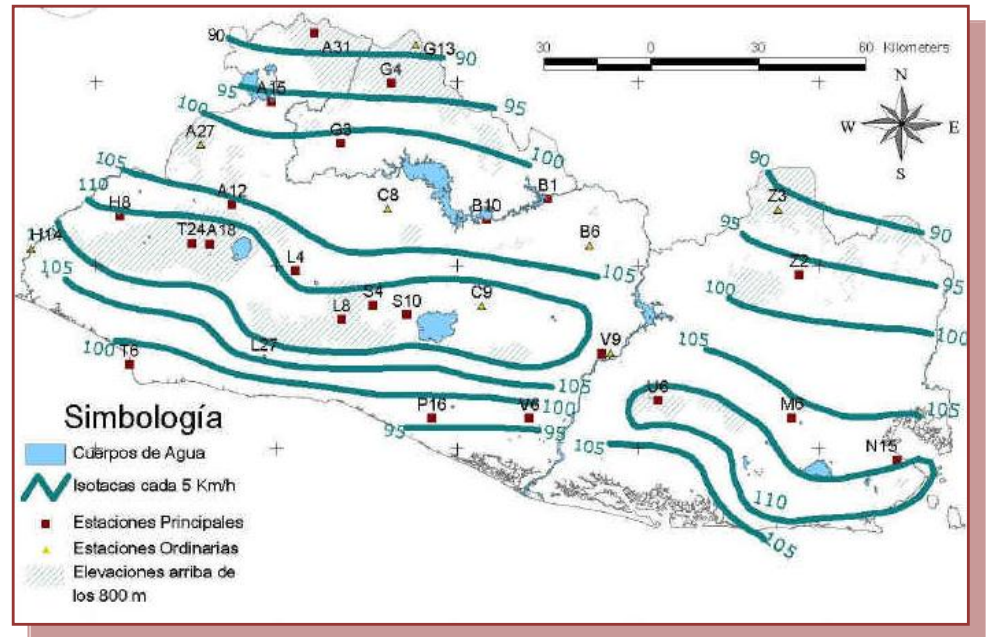 90
A31
G13
90
30
0
30
60
Kilometers
G4
95
A15
95
N
W
E
S
100
A27
G3
100
105
90
110
A12
B1
H8
C8
B10
Z3
95
90
H14
T24
A18
B6
L4
105
Z2
105
100
95
S4
S10
C9
L8
100
105
V9
L27
100
T6
105
U6
100
P16
V6
M6
105
95
95
105
N15
110
105
Simbología
Cuerpos de Agua
Isotacas cada 5 Km/h
Estaciones Principales
Estaciones Ordinarias
Elevaciones arriba de
los 800 m